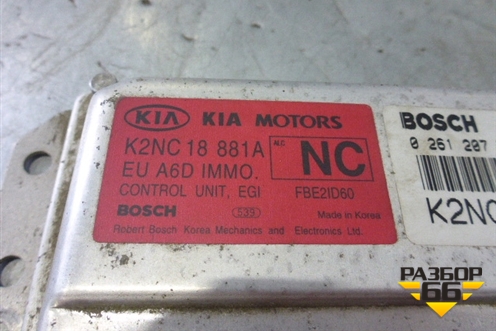 KIA KIA MOTORS
K2NC 18 881A
EU A6D IMMO.
CONTROL UNIT, EGI
BOSCH 539
Robert Bosch Korea Mechanics and Electronics Ltd.
M.C. NC
FBE2ID60
Made in Korea
BOSCH
0 261 207
K2NC
РАЗБОР
66